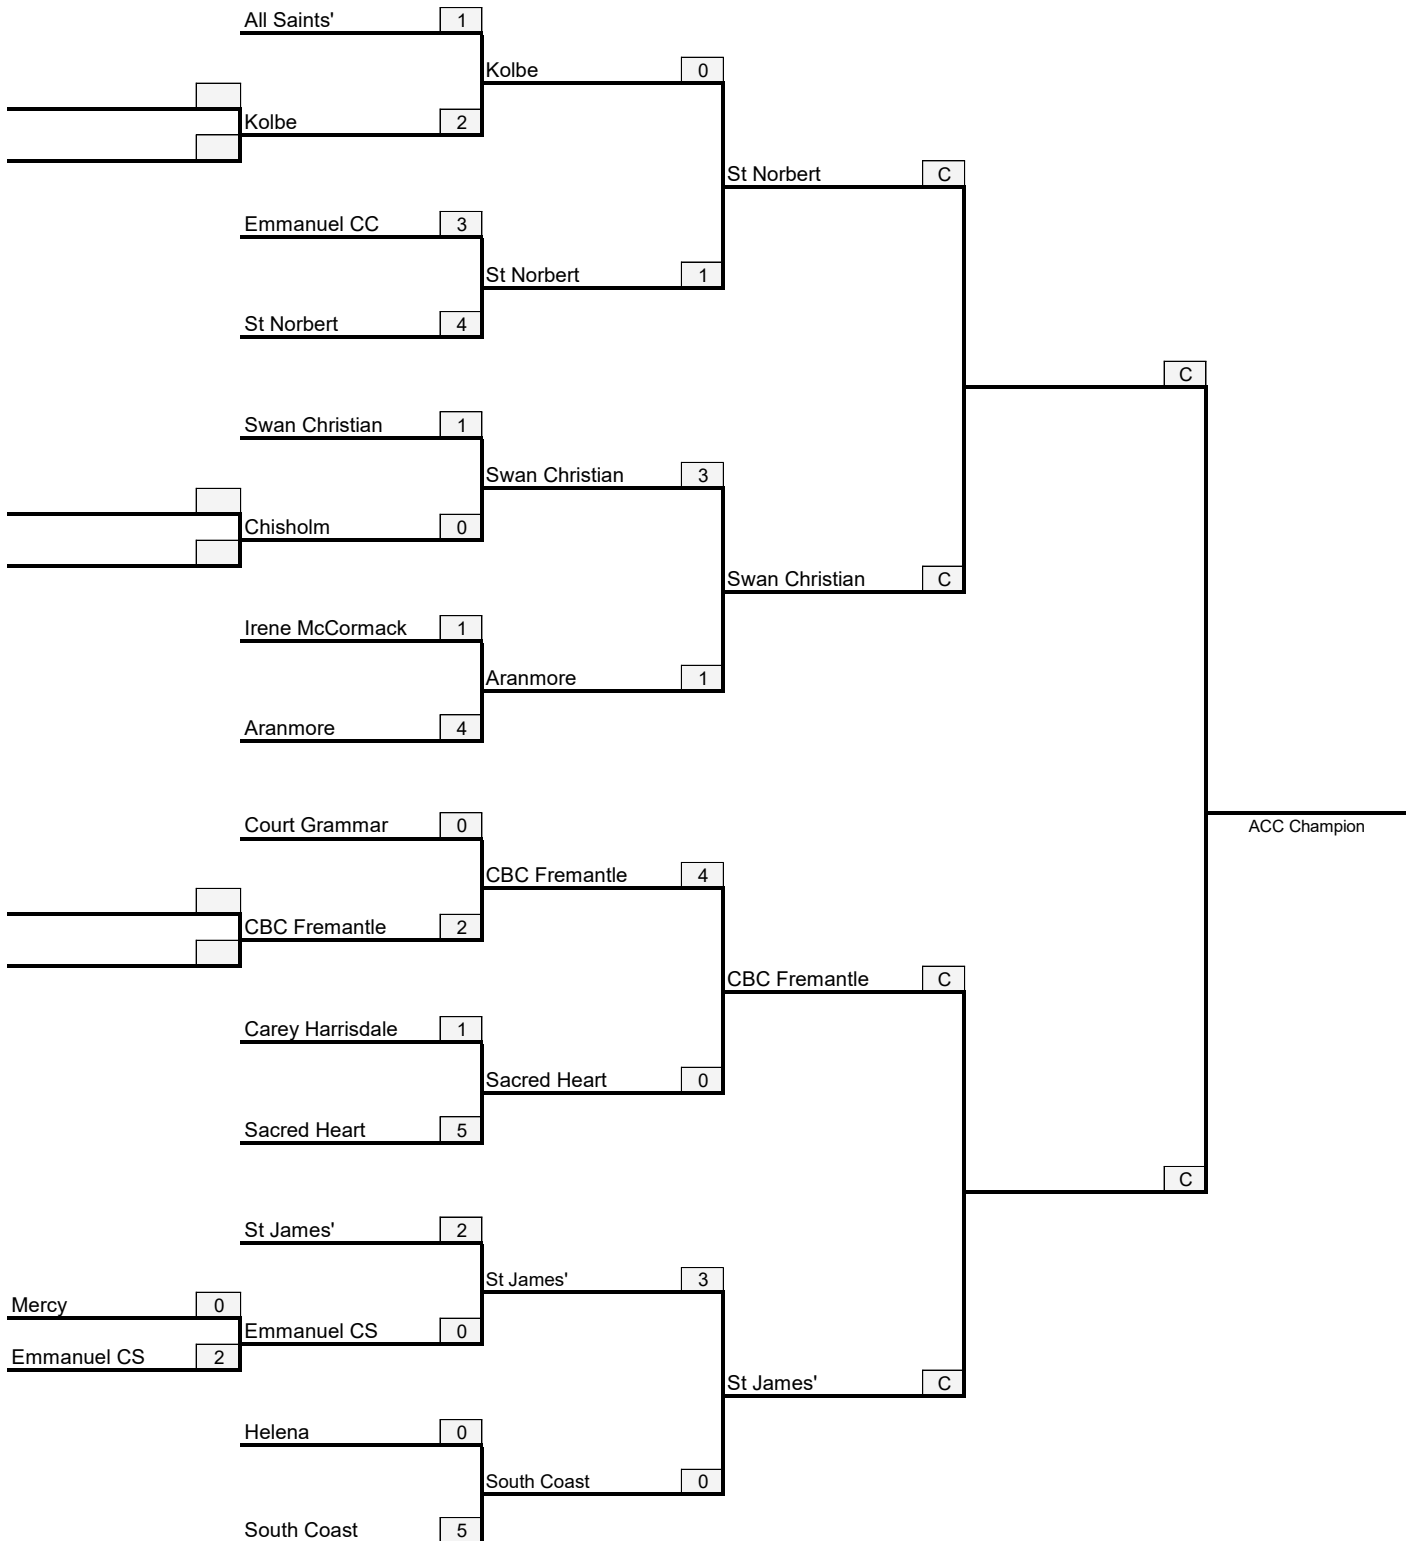 All Saints' 1
Kolbe 0
Kolbe 2
St Norbert C
Emmanuel CC 3
St Norbert 1
St Norbert 4
C
Swan Christian 1
Swan Christian 3
Chisholm 0
Swan Christian C
Irene McCormack 1
Aranmore 1
Aranmore 4
Court Grammar 0
ACC Champion
CBC Fremantle 4
CBC Fremantle 2
CBC Fremantle C
Carey Harrisdale 1
Sacred Heart 0
Sacred Heart 5
C
St James' 2
St James' 3
Mercy 0
Emmanuel CS 0
Emmanuel CS 2
St James' C
Helena 0
South Coast 0
South Coast 5